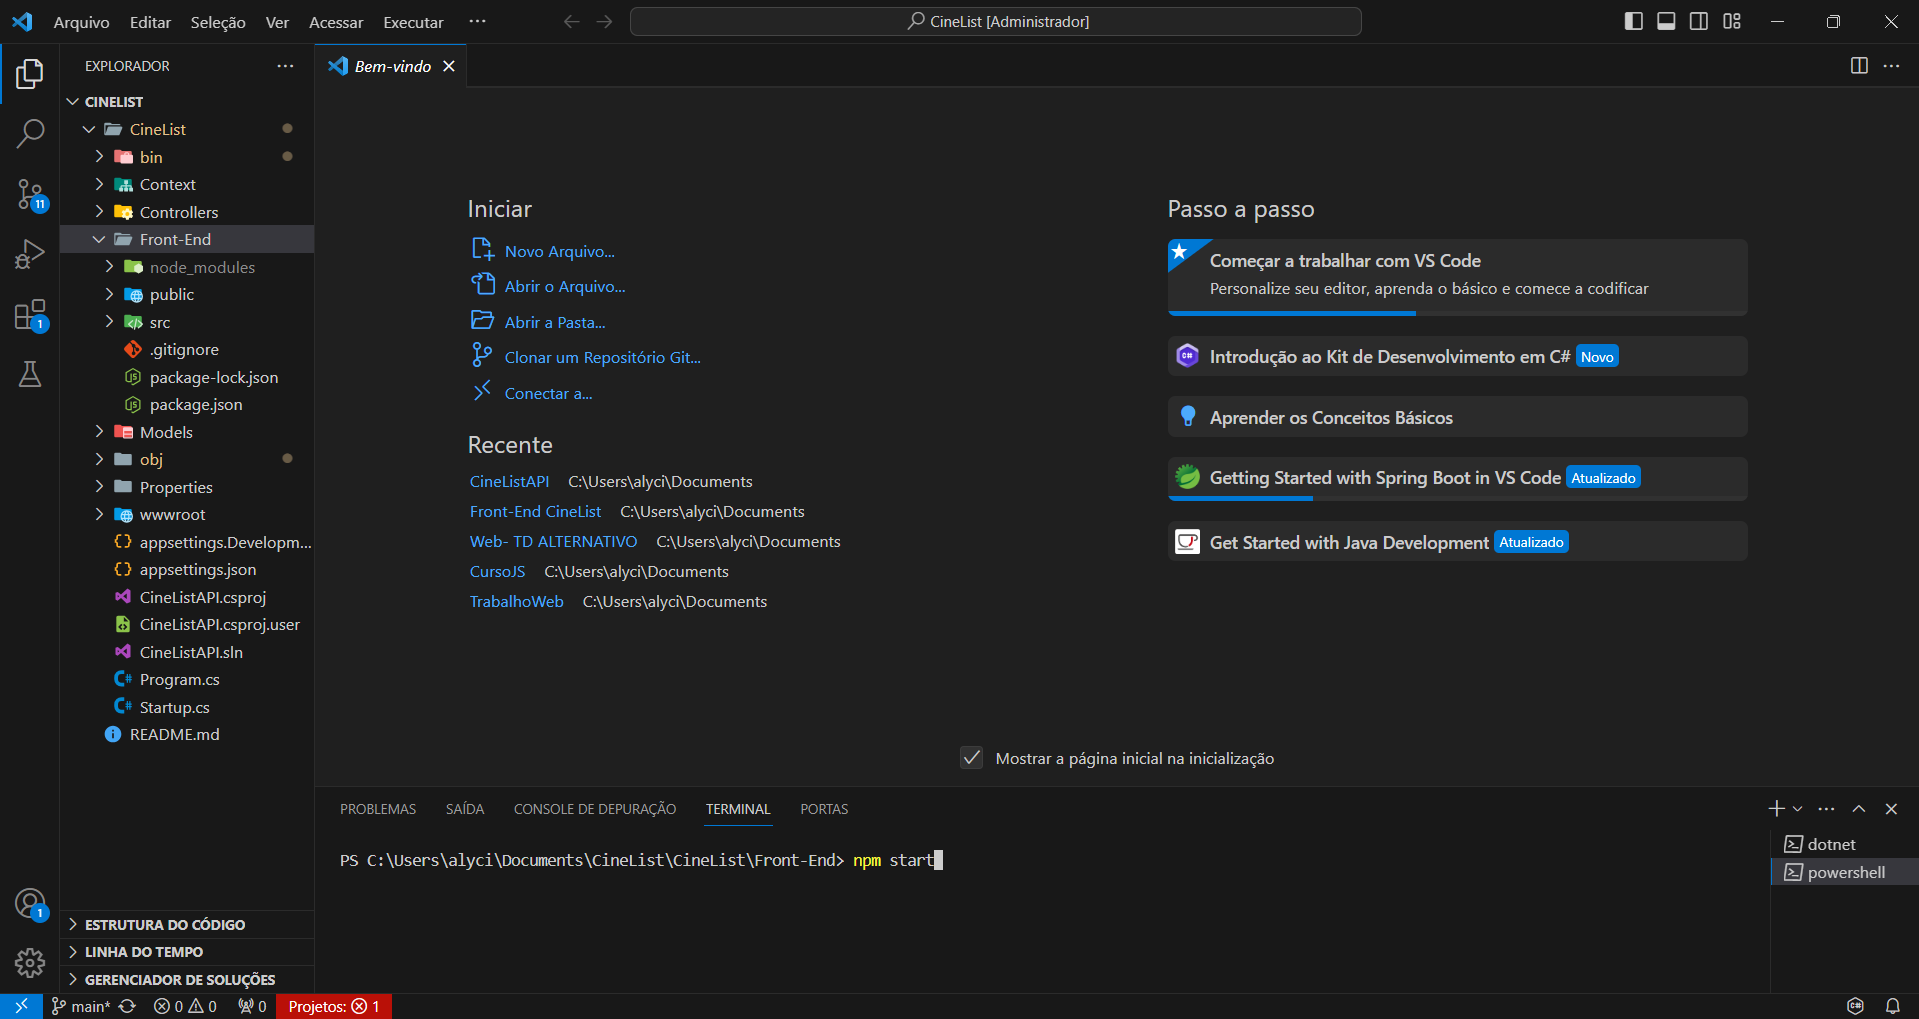 Arquivo Editar Seleção Ver Acessar Executar ··· CineList [Administrador]
EXPLORADOR ···
Bem-vindo
CINELIST
CineList
bin
Context
Controllers
Front-End
node_modules
public
src
.gitignore
package-lock.json
package.json
Models
obj
Properties
wwwroot
appsettings.Developm...
appsettings.json
CineListAPI.csproj
CineListAPI.csproj.user
CineListAPI.sln
Program.cs
Startup.cs
README.md
ESTRUTURA DO CÓDIGO
LINHA DO TEMPO
GERENCIADOR DE SOLUÇÕES
11
1
1
Iniciar
Novo Arquivo...
Abrir o Arquivo...
Abrir a Pasta...
Clonar um Repositório Git...
Conectar a...
Recente
CineListAPI C:\Users\alyci\Documents
Front-End CineList C:\Users\alyci\Documents
Web- TD ALTERNATIVO C:\Users\alyci\Documents
CursoJS C:\Users\alyci\Documents
TrabalhoWeb C:\Users\alyci\Documents
Passo a passo
Começar a trabalhar com VS Code
Personalize seu editor, aprenda o básico e comece a codificar
Introdução ao Kit de Desenvolvimento em C# Novo
Aprender os Conceitos Básicos
Getting Started with Spring Boot in VS Code Atualizado
Get Started with Java Development Atualizado
Mostrar a página inicial na inicialização
PROBLEMAS SAÍDA CONSOLE DE DEPURAÇÃO TERMINAL PORTAS
PS C:\Users\alyci\Documents\CineList\CineList\Front-End> npm start
dotnet
powershell
main* 0 0 0 Projetos: 1